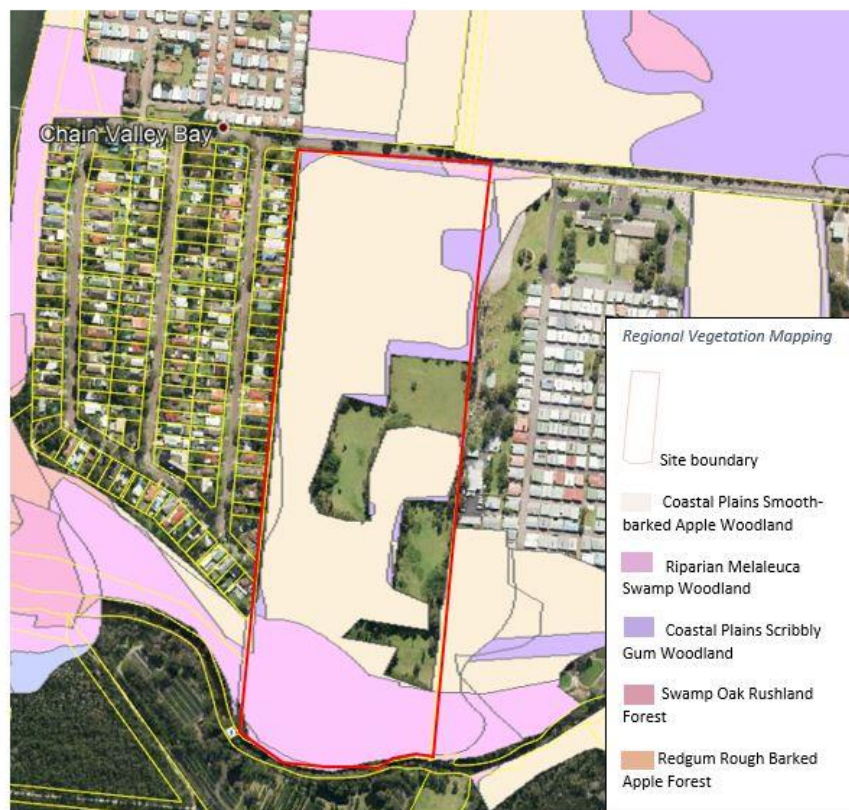 Chain Valley Bay
Regional Vegetation Mapping
Site boundary
Coastal Plains Smooth-
barked Apple Woodland
Riparian Melaleuca
Swamp Woodland
Coastal Plains Scribbly
Gum Woodland
Swamp Oak Rushland
Forest
Redgum Rough Barked
Apple Forest